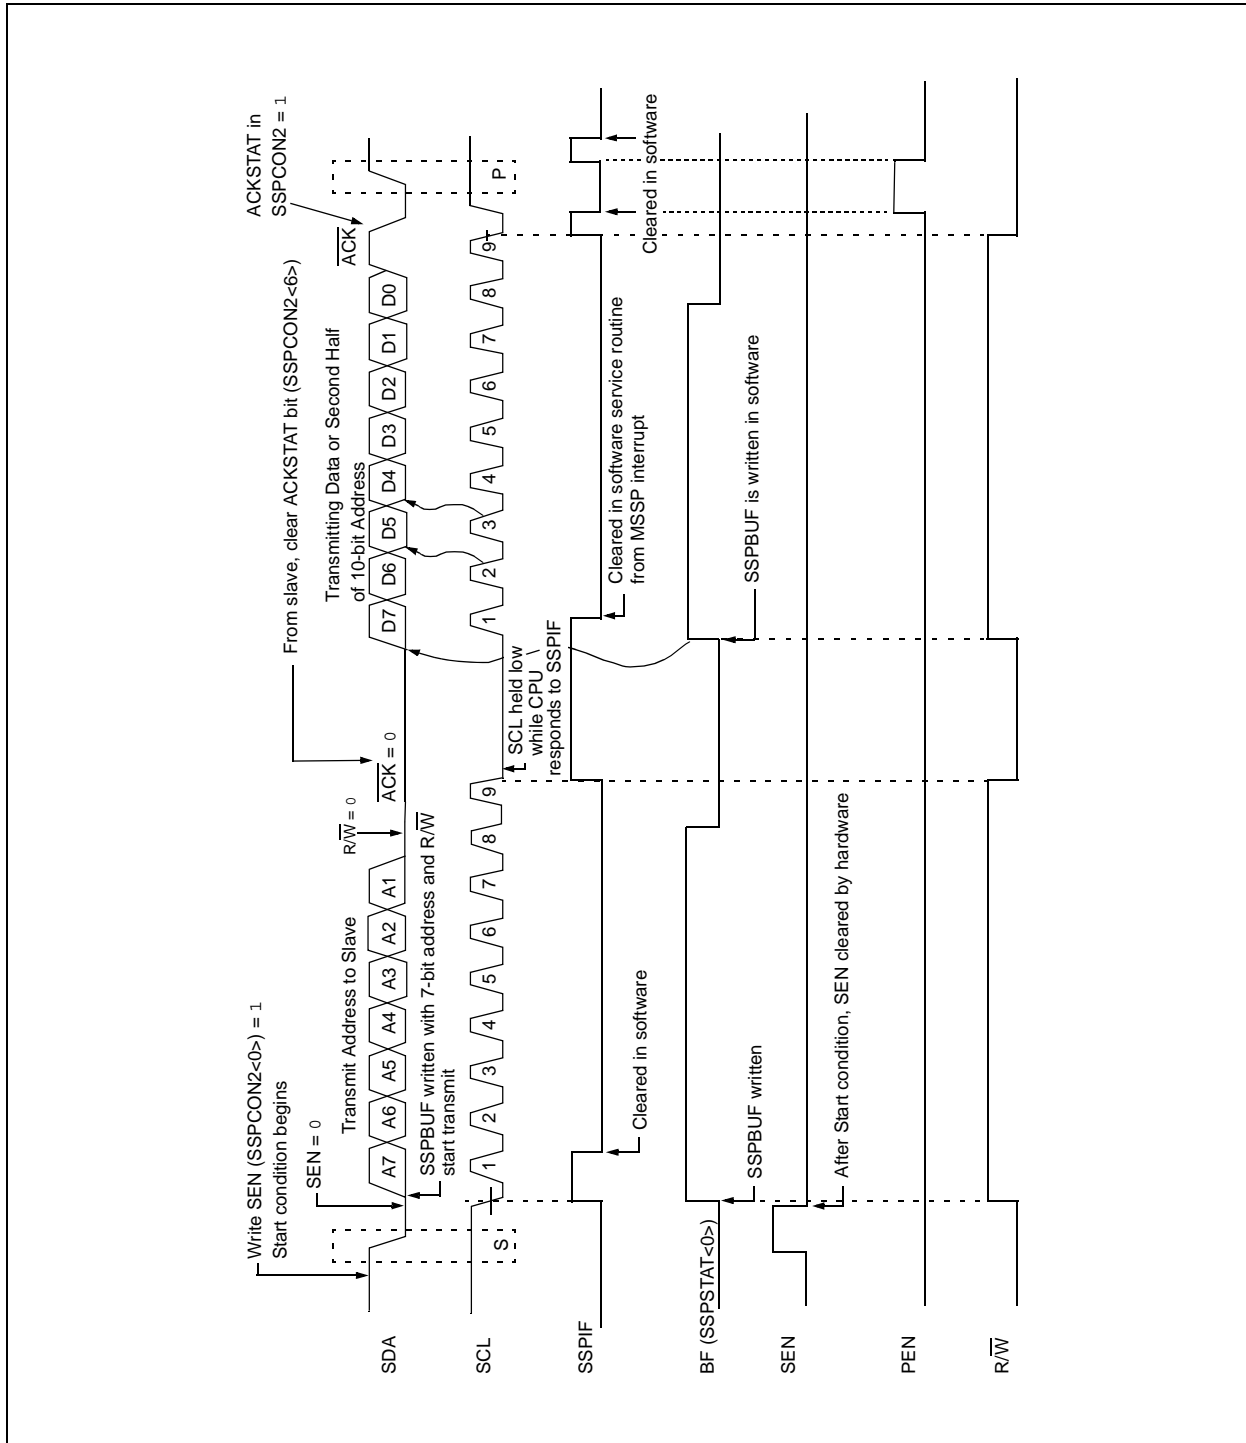 Write SEN (SSPCON2<0>) = 1
Start condition begins
From slave, clear ACKSTAT bit (SSPCON2<6>)
ACKSTAT in
SSPCON2 = 1
SEN = 0
Transmit Address to Slave
R/W = 0
ACK = 0
Transmitting Data or Second Half
of 10-bit Address
ACK
SDA
A7 A6 A5 A4 A3 A2 A1
D7 D6 D5 D4 D3 D2 D1 D0
SSPBUF written with 7-bit address and R/W
start transmit
SCL
S
1 2 3 4 5 6 7 8 9
1 2 3 4 5 6 7 8 9
P
SCL held low
while CPU
responds to SSPIF
SSPIF
Cleared in software
Cleared in software service routine
from MSSP interrupt
Cleared in software
Cleared in software
BF (SSPSTAT<0>)
SSPBUF written
SSPBUF is written in software
SEN
After Start condition, SEN cleared by hardware
PEN
R/W